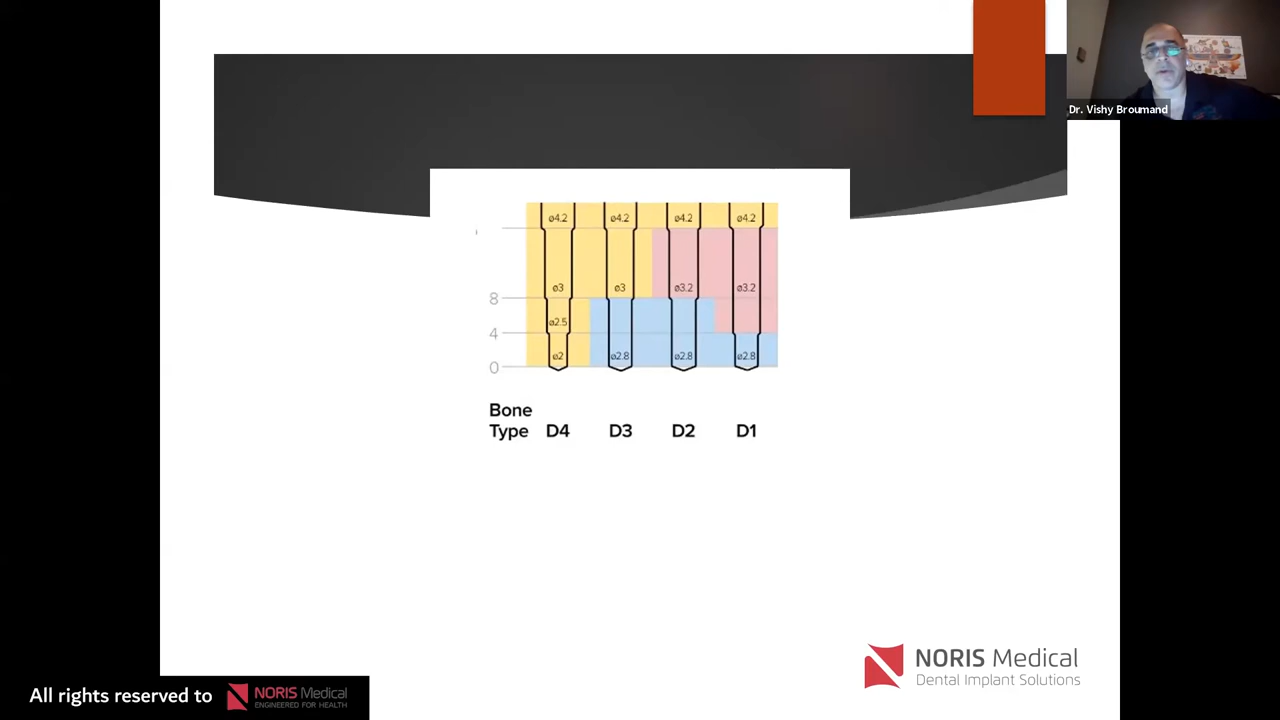 Dr. Vishy Broumand
ø4.2 ø4.2 ø4.2 ø4.2
ø3 ø3 ø3.2 ø3.2
8
ø2.5
4
ø2 ø2.8 ø2.8 ø2.8
0
Bone
Type D4 D3 D2 D1
NORIS Medical
Dental Implant Solutions
All rights reserved to NORIS Medical
ENGINEERED FOR HEALTH